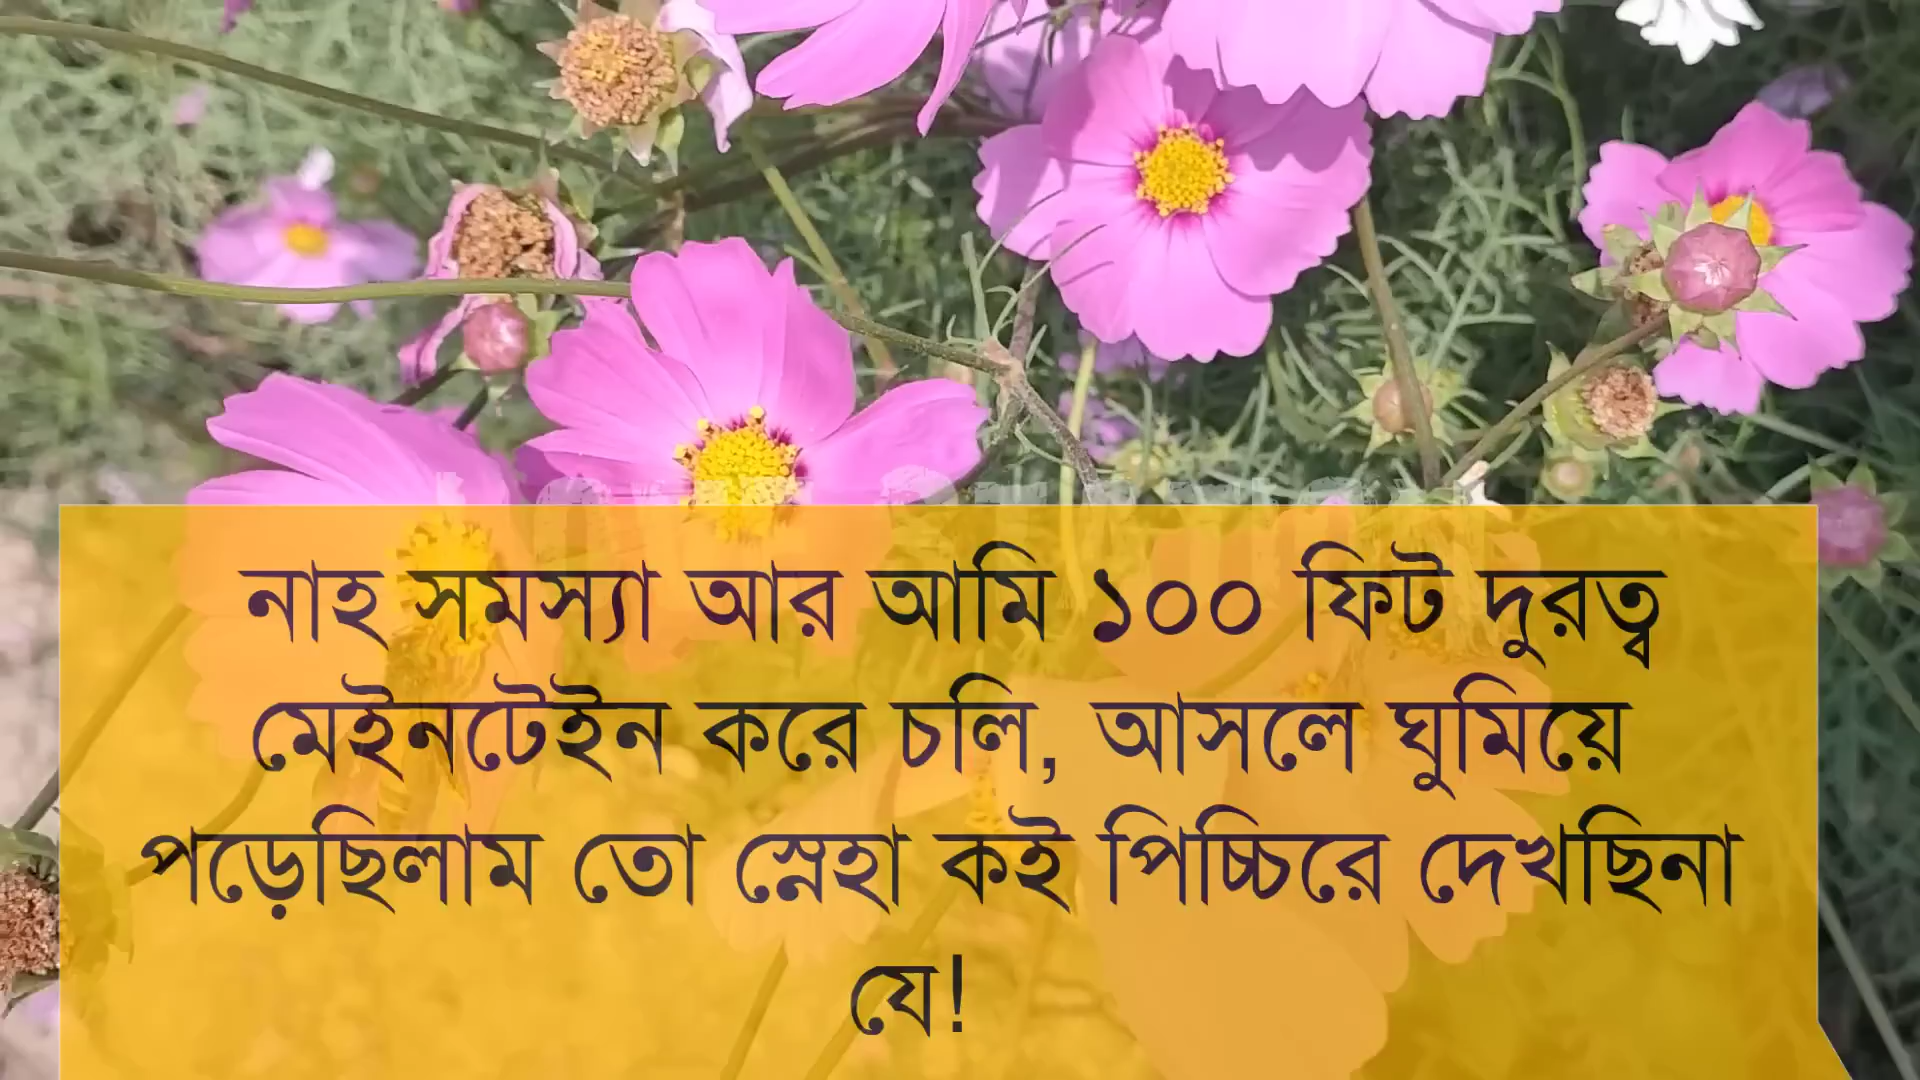 নাহ সমস্যা আর আমি ১০০ ফিট দুরত্ব
মেইনটেইন করে চলি, আসলে ঘুমিয়ে
পড়েছিলাম তো স্নেহা কই পিচ্চিরে দেখছিনা
যে!